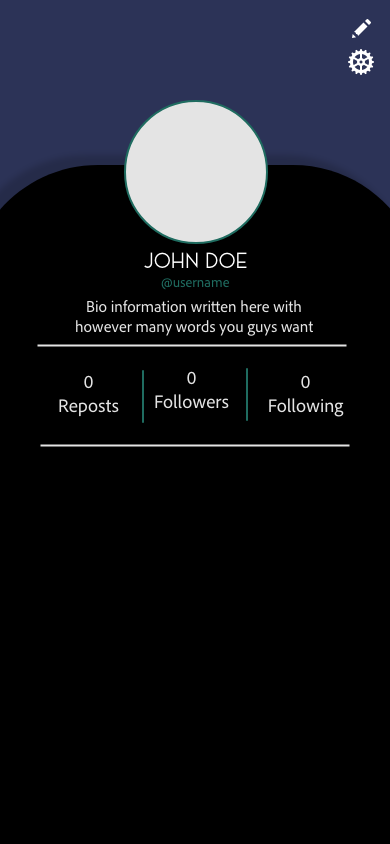 JOHN DOE
@username
Bio information written here with
however many words you guys want
0
Reposts
0
Followers
0
Following